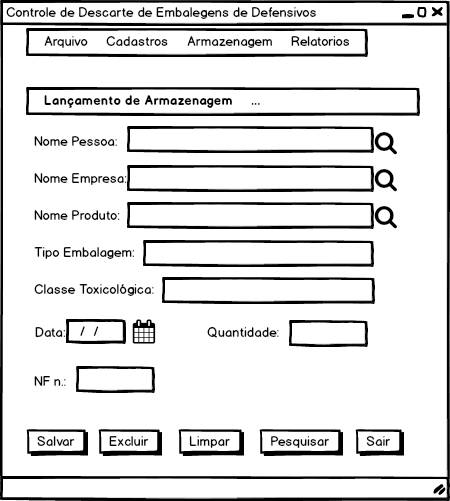 Controle de Descarte de Embalegens de Defensivos
Arquivo Cadastros Armazenagem Relatorios
Lançamento de Armazenagem ...
Nome Pessoa:
Nome Empresa:
Nome Produto:
Tipo Embalagem:
Classe Toxicológica:
Data: / / Quantidade:
NF n.:
Salvar Excluir Limpar Pesquisar Sair